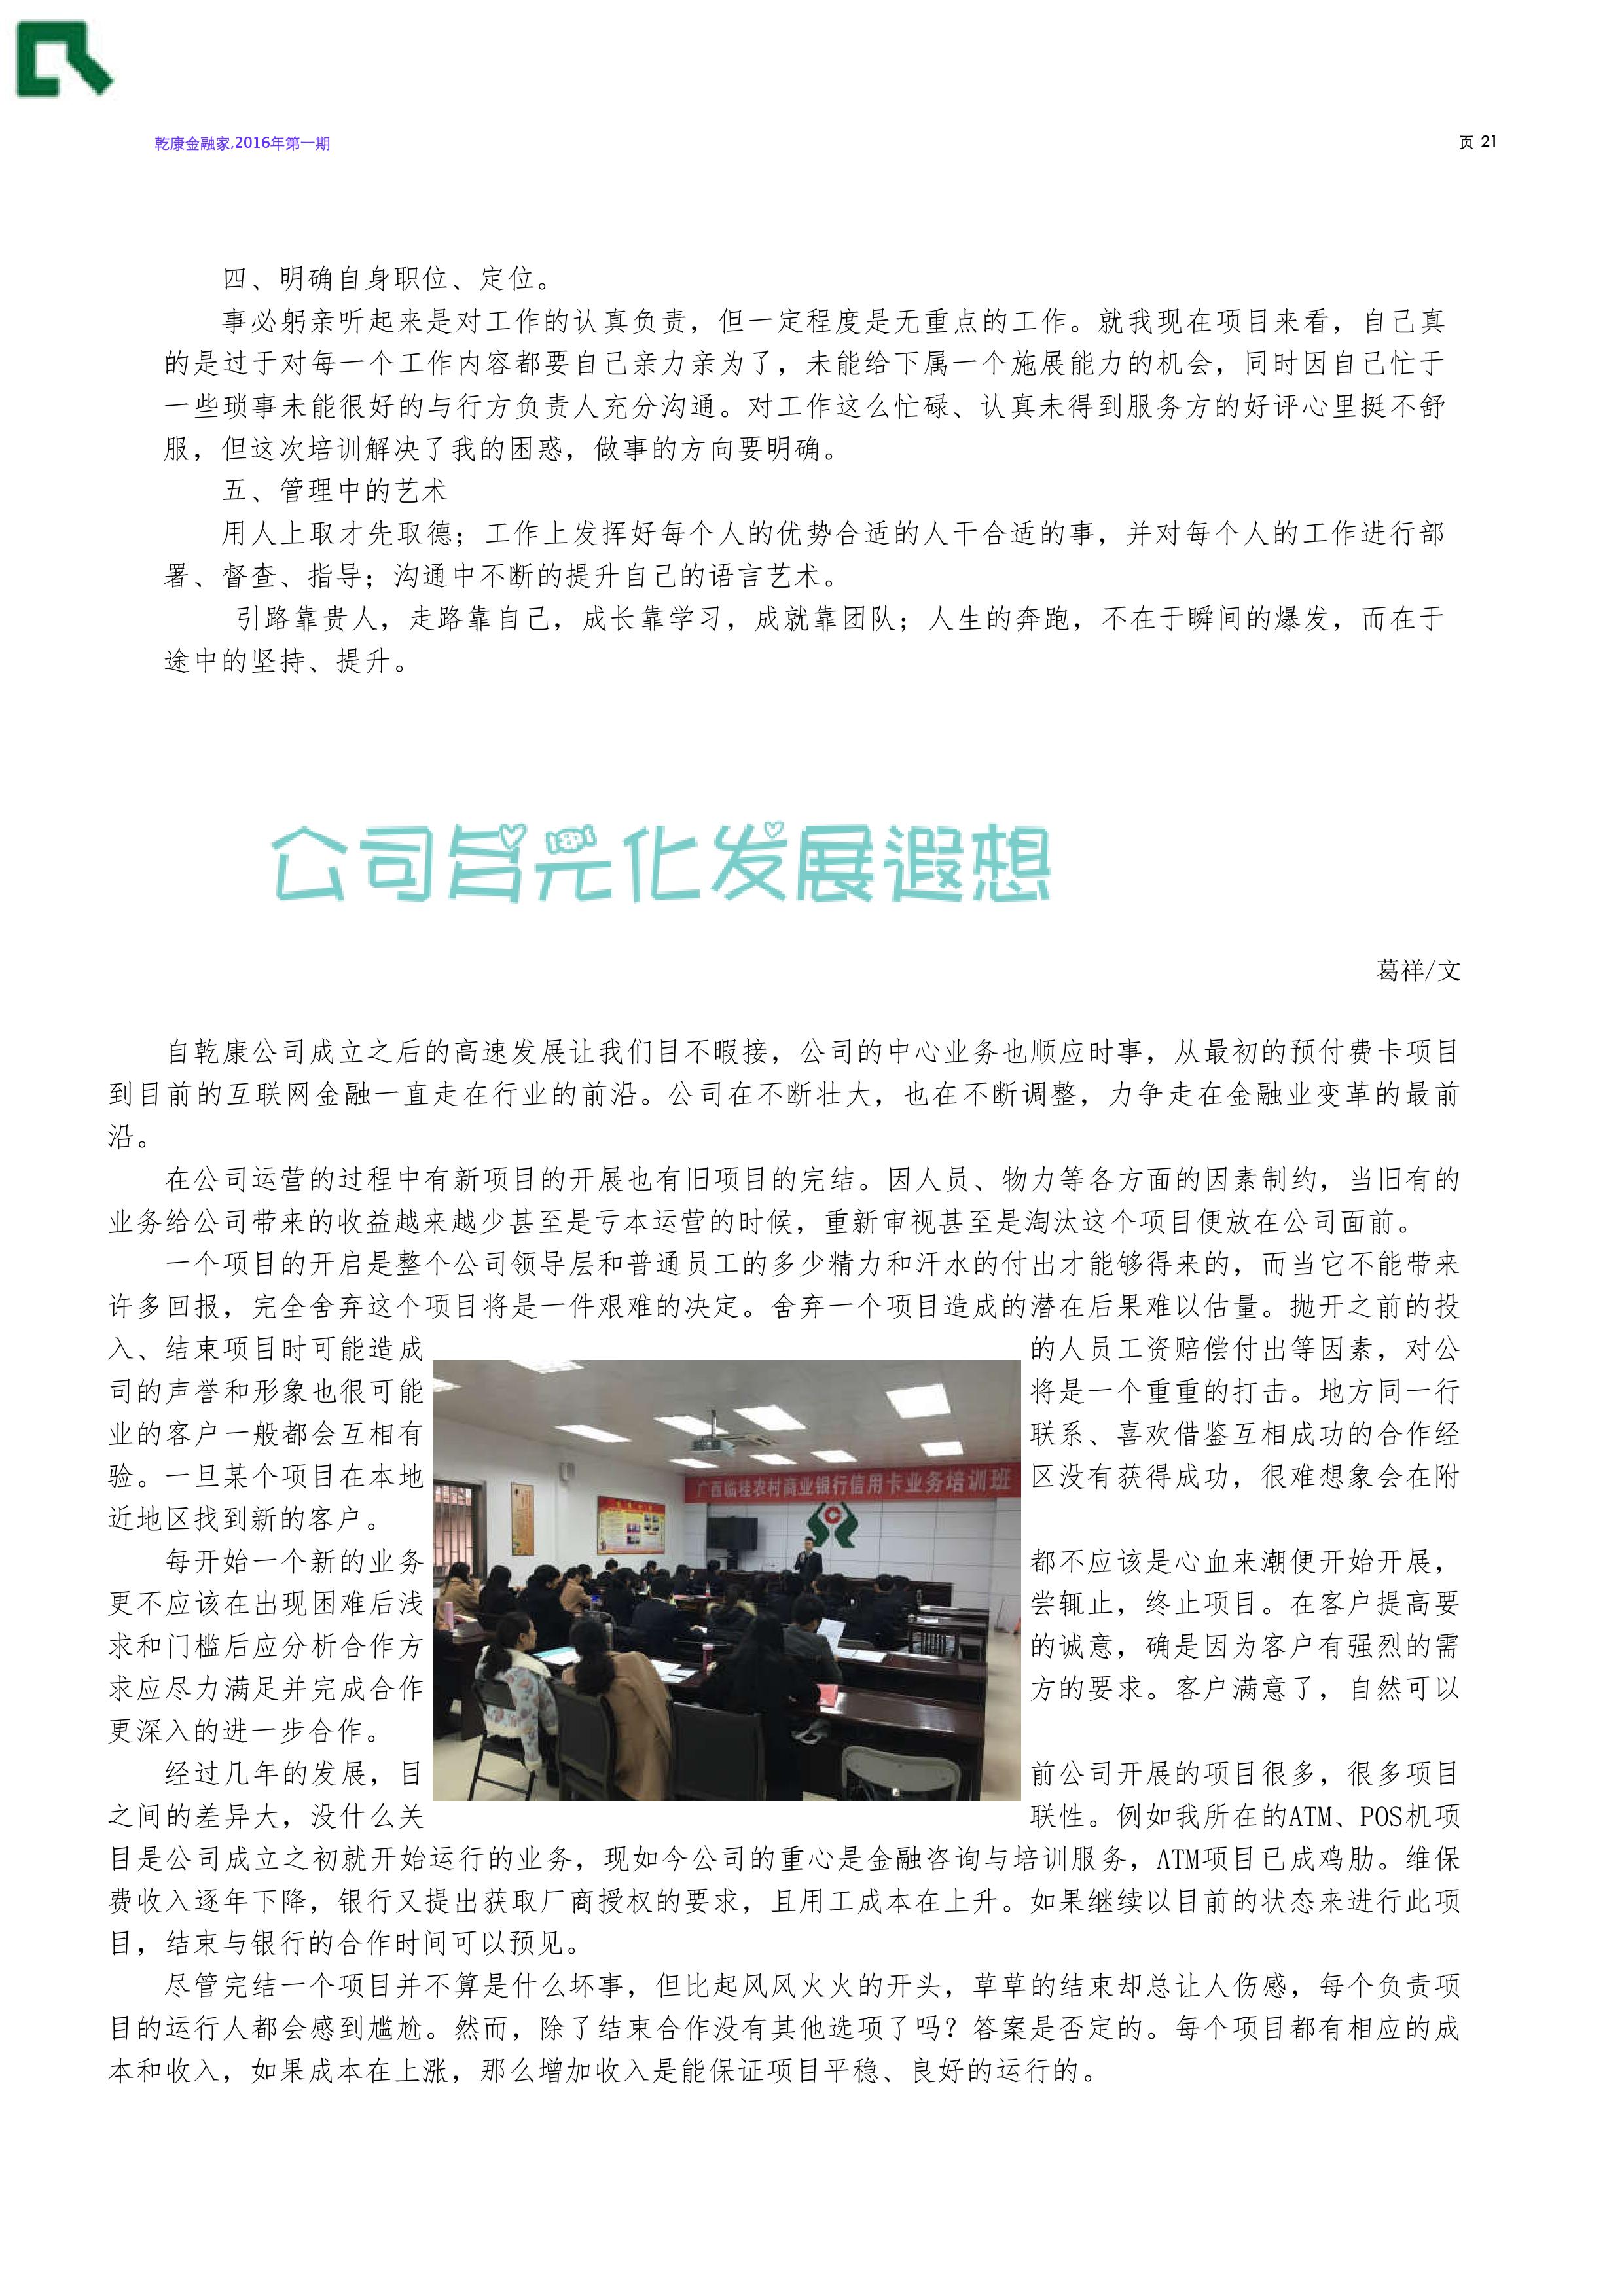 乾康金融家,2016年第一期
页 21
四、明确自身职位、定位。
事必躬亲听起来是对工作的认真负责，但一定程度是无重点的工作。就我现在项目来看，自己真
的是过于对每一个工作内容都要自己亲力亲为了，未能给下属一个施展能力的机会，同时因自己忙于
一些琐事未能很好的与行方负责人充分沟通。对工作这么忙碌、认真未得到服务方的好评心里挺不舒
服，但这次培训解决了我的困惑，做事的方向要明确。
五、管理中的艺术
用人上取才先取德；工作上发挥好每个人的优势合适的人干合适的事，并对每个人的工作进行部
署、督查、指导；沟通中不断的提升自己的语言艺术。
引路靠贵人，走路靠自己，成长靠学习，成就靠团队；人生的奔跑，不在于瞬间的爆发，而在于
途中的坚持、提升。
公司多元化发展遐想
葛祥/文
自乾康公司成立之后的高速发展让我们目不暇接，公司的中心业务也顺应时事，从最初的预付费卡项目
到目前的互联网金融一直走在行业的前沿。公司在不断壮大，也在不断调整，力争走在金融业变革的最前
沿。
在公司运营的过程中有新项目的开展也有旧项目的完结。因人员、物力等各方面的因素制约，当旧有的
业务给公司带来的收益越来越少甚至是亏本运营的时候，重新审视甚至是淘汰这个项目便放在公司面前。
一个项目的开启是整个公司领导层和普通员工的多少精力和汗水的付出才能够得来的，而当它不能带来
许多回报，完全舍弃这个项目将是一件艰难的决定。舍弃一个项目造成的潜在后果难以估量。抛开之前的投
入、结束项目时可能造成的人员工资赔偿付出等因素，对公
司的声誉和形象也很可能将是一个重重的打击。地方同一行
业的客户一般都会互相有联系、喜欢借鉴互相成功的合作经
验。一旦某个项目在本地区没有获得成功，很难想象会在附
近地区找到新的客户。
每开始一个新的业务都不应该是心血来潮便开始开展，
更不应该在出现困难后浅尝辄止，终止项目。在客户提高要
求和门槛后应分析合作方的诚意，确是因为客户有强烈的需
求应尽力满足并完成合作方的要求。客户满意了，自然可以
更深入的进一步合作。
经过几年的发展，目前公司开展的项目很多，很多项目
之间的差异大，没什么关联性。例如我所在的ATM、POS机项
目是公司成立之初就开始运行的业务，现如今公司的重心是金融咨询与培训服务，ATM项目已成鸡肋。维保
费收入逐年下降，银行又提出获取厂商授权的要求，且用工成本在上升。如果继续以目前的状态来进行此项
目，结束与银行的合作时间可以预见。
尽管完结一个项目并不算是什么坏事，但比起风风火火的开头，草草的结束却总让人伤感，每个负责项
目的运行人都会感到尴尬。然而，除了结束合作没有其他选项了吗？答案是否定的。每个项目都有相应的成
本和收入，如果成本在上涨，那么增加收入是能保证项目平稳、良好的运行的。
广西临桂农村商业银行信用卡业务培训班